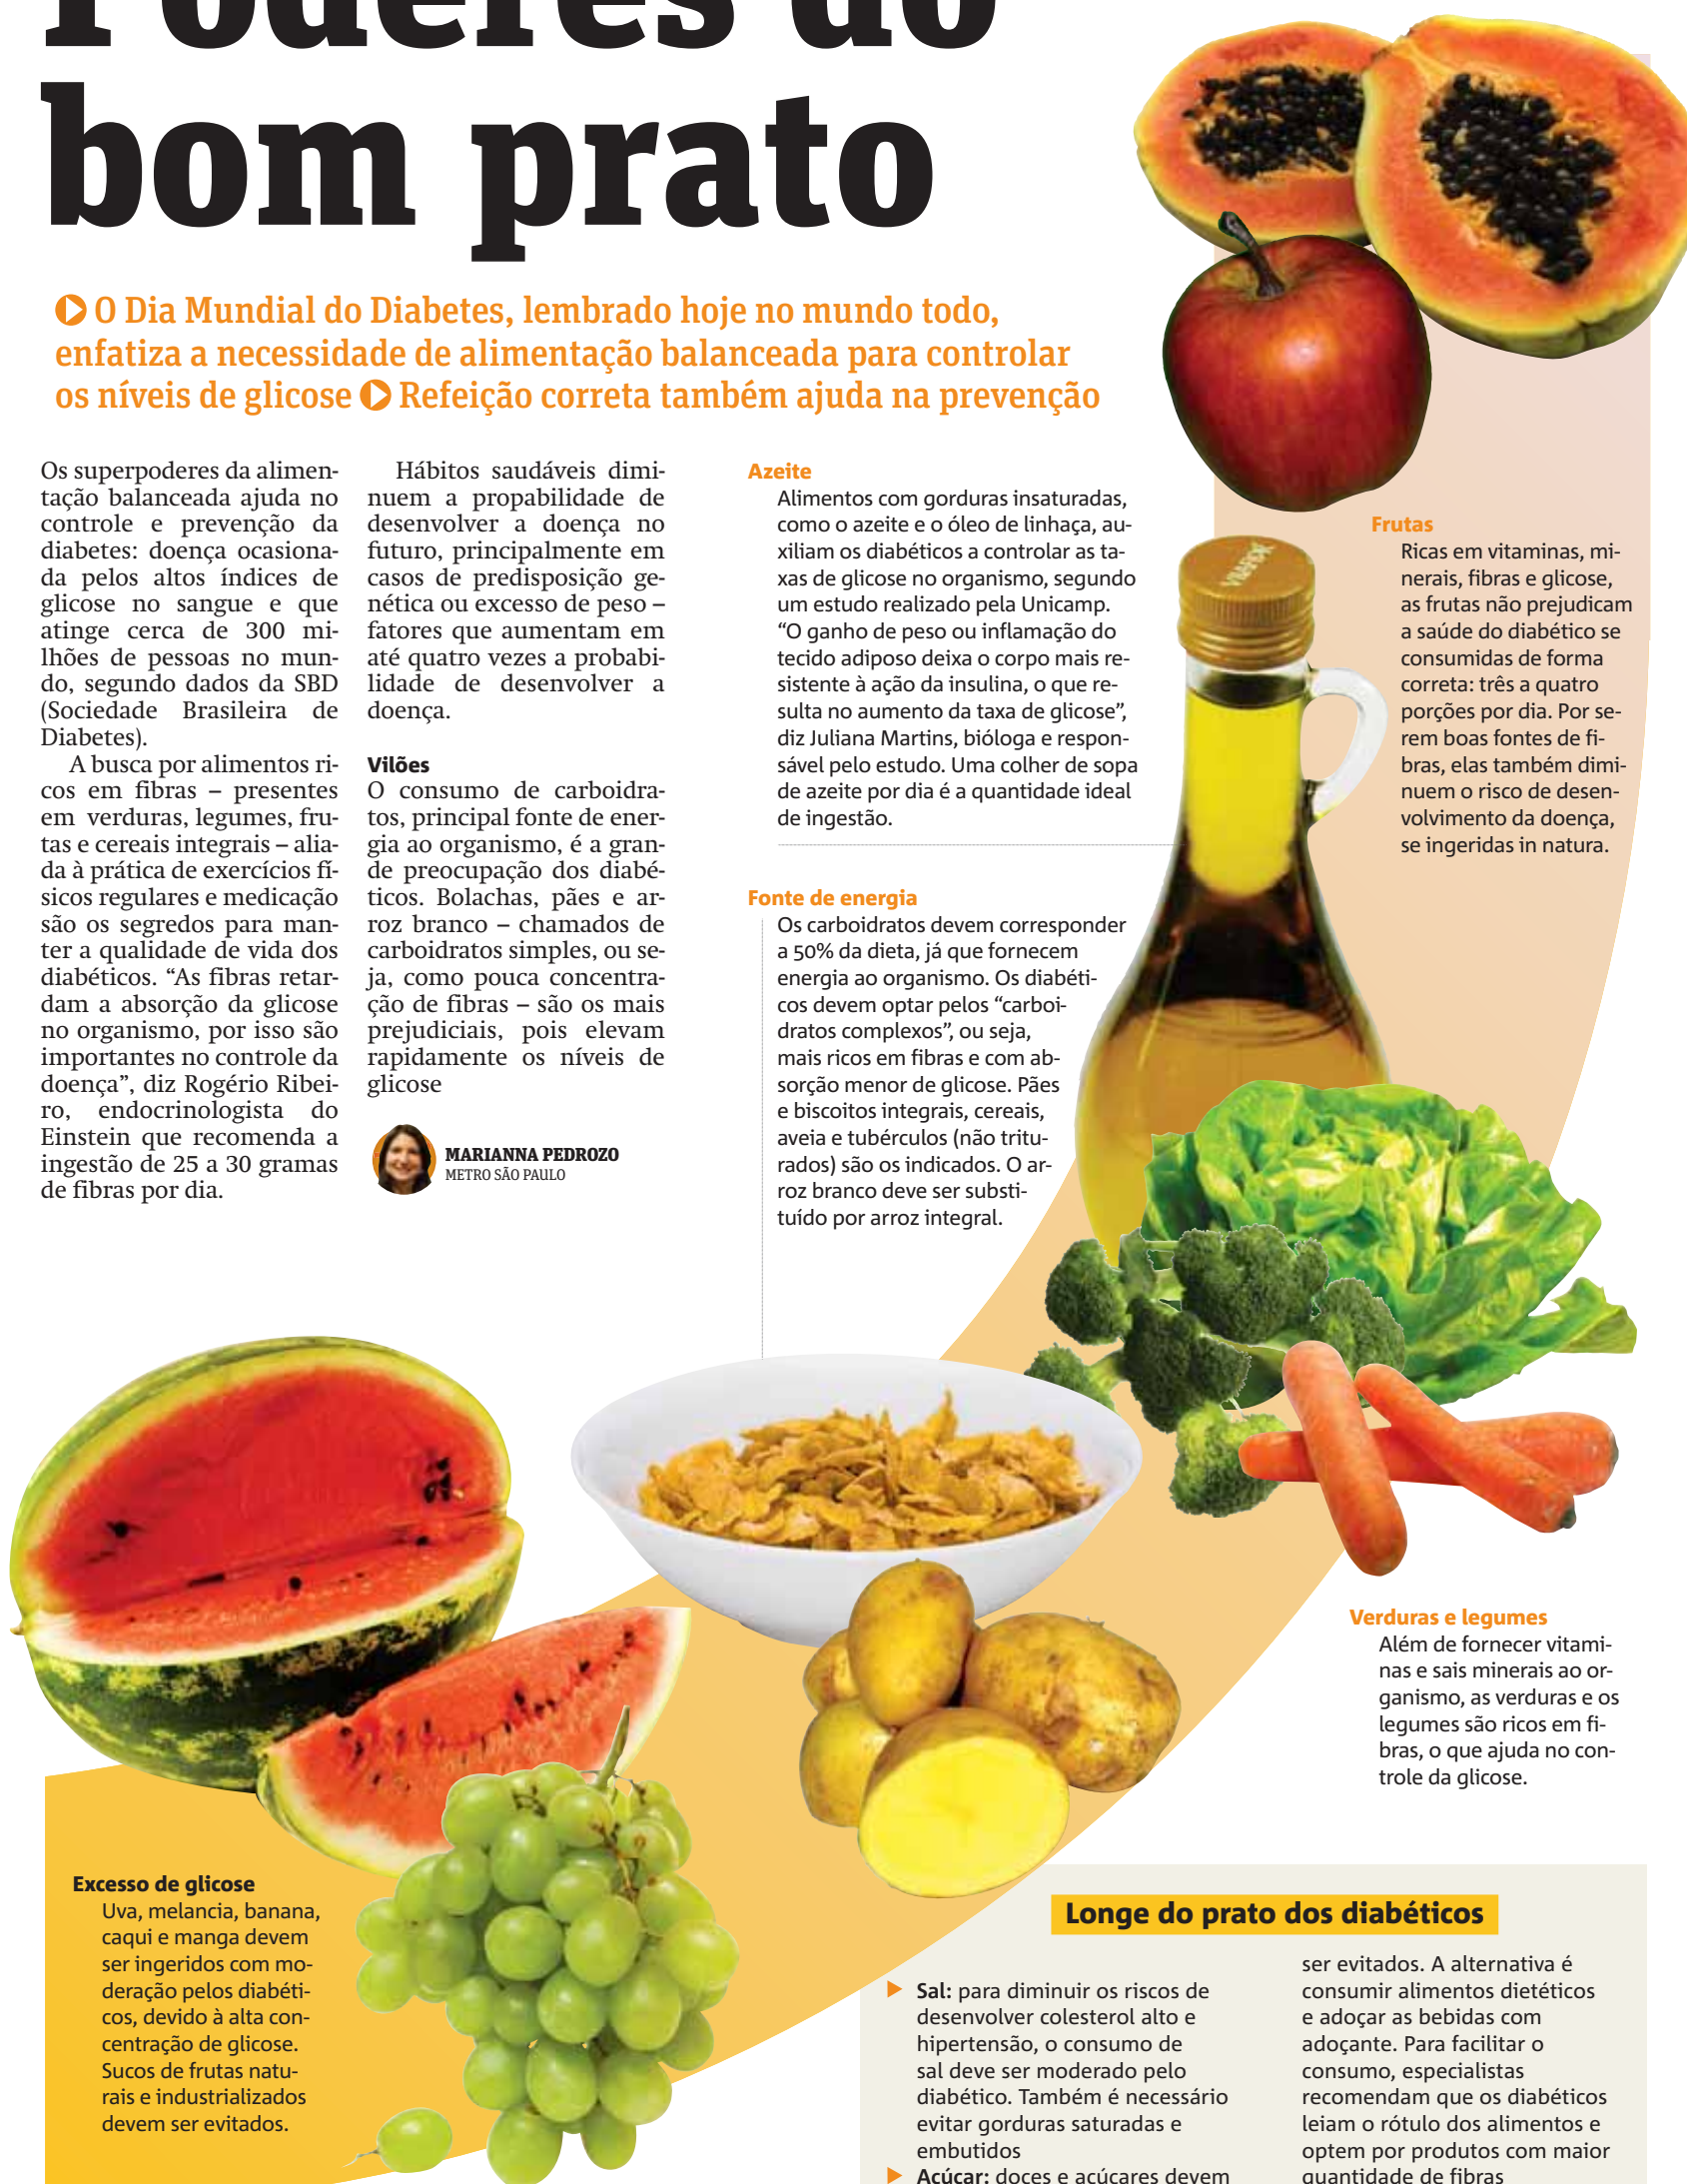 Poderes do
bom prato
O Dia Mundial do Diabetes, lembrado hoje no mundo todo,
enfatiza a necessidade de alimentação balanceada para controlar
os níveis de glicose Refeição correta também ajuda na prevenção
Os superpoderes da alimen-
tação balanceada ajuda no
controle e prevenção da
diabetes: doença ocasiona-
da pelos altos índices de
glicose no sangue e que
atinge cerca de 300 mi-
lhões de pessoas no mun-
do, segundo dados da SBD
(Sociedade Brasileira de
Diabetes).
A busca por alimentos ri-
cos em fibras – presentes
em verduras, legumes, fru-
tas e cereais integrais – alia-
da à prática de exercícios fí-
sicos regulares e medicação
são os segredos para man-
ter a qualidade de vida dos
diabéticos. “As fibras retar-
dam a absorção da glicose
no organismo, por isso são
importantes no controle da
doença”, diz Rogério Ribei-
ro, endocrinologista do
Einstein que recomenda a
ingestão de 25 a 30 gramas
de fibras por dia.
Hábitos saudáveis dimi-
nuem a propabilidade de
desenvolver a doença no
futuro, principalmente em
casos de predisposição ge-
nética ou excesso de peso –
fatores que aumentam em
até quatro vezes a probabi-
lidade de desenvolver a
doença.
Vilões
O consumo de carboidra-
tos, principal fonte de ener-
gia ao organismo, é a gran-
de preocupação dos diabé-
ticos. Bolachas, pães e ar-
roz branco – chamados de
carboidratos simples, ou se-
ja, como pouca concentra-
ção de fibras – são os mais
prejudiciais, pois elevam
rapidamente os níveis de
glicose
MARIANNA PEDROZO
METRO SÃO PAULO
Azeite
Alimentos com gorduras insaturadas,
como o azeite e o óleo de linhaça, au-
xiliam os diabéticos a controlar as ta-
xas de glicose no organismo, segundo
um estudo realizado pela Unicamp.
“O ganho de peso ou inflamação do
tecido adiposo deixa o corpo mais re-
sistente à ação da insulina, o que re-
sulta no aumento da taxa de glicose”,
diz Juliana Martins, bióloga e respon-
sável pelo estudo. Uma colher de sopa
de azeite por dia é a quantidade ideal
de ingestão.
Fonte de energia
Os carboidratos devem corresponder
a 50% da dieta, já que fornecem
energia ao organismo. Os diabéti-
cos devem optar pelos “carboi-
dratos complexos”, ou seja,
mais ricos em fibras e com ab-
sorção menor de glicose. Pães
e biscoitos integrais, cereais,
aveia e tubérculos (não tritu-
rados) são os indicados. O ar-
roz branco deve ser substi-
tuído por arroz integral.
Frutas
Ricas em vitaminas, mi-
nerais, fibras e glicose,
as frutas não prejudicam
a saúde do diabético se
consumidas de forma
correta: três a quatro
porções por dia. Por se-
rem boas fontes de fi-
bras, elas também dimi-
nuem o risco de desen-
volvimento da doença,
se ingeridas in natura.
Verduras e legumes
Além de fornecer vitami-
nas e sais minerais ao or-
ganismo, as verduras e os
legumes são ricos em fi-
bras, o que ajuda no con-
trole da glicose.
Excesso de glicose
Uva, melancia, banana,
caqui e manga devem
ser ingeridos com mo-
deração pelos diabéti-
cos, devido à alta con-
centração de glicose.
Sucos de frutas natu-
rais e industrializados
devem ser evitados.
Longe do prato dos diabéticos
Sal: para diminuir os riscos de
desenvolver colesterol alto e
hipertensão, o consumo de
sal deve ser moderado pelo
diabético. Também é necessário
evitar gorduras saturadas e
embutidos
Açúcar: doces e açúcares devem
ser evitados. A alternativa é
consumir alimentos dietéticos
e adoçar as bebidas com
adoçante. Para facilitar o
consumo, especialistas
recomendam que os diabéticos
leiam o rótulo dos alimentos e
optem por produtos com maior
quantidade de fibras